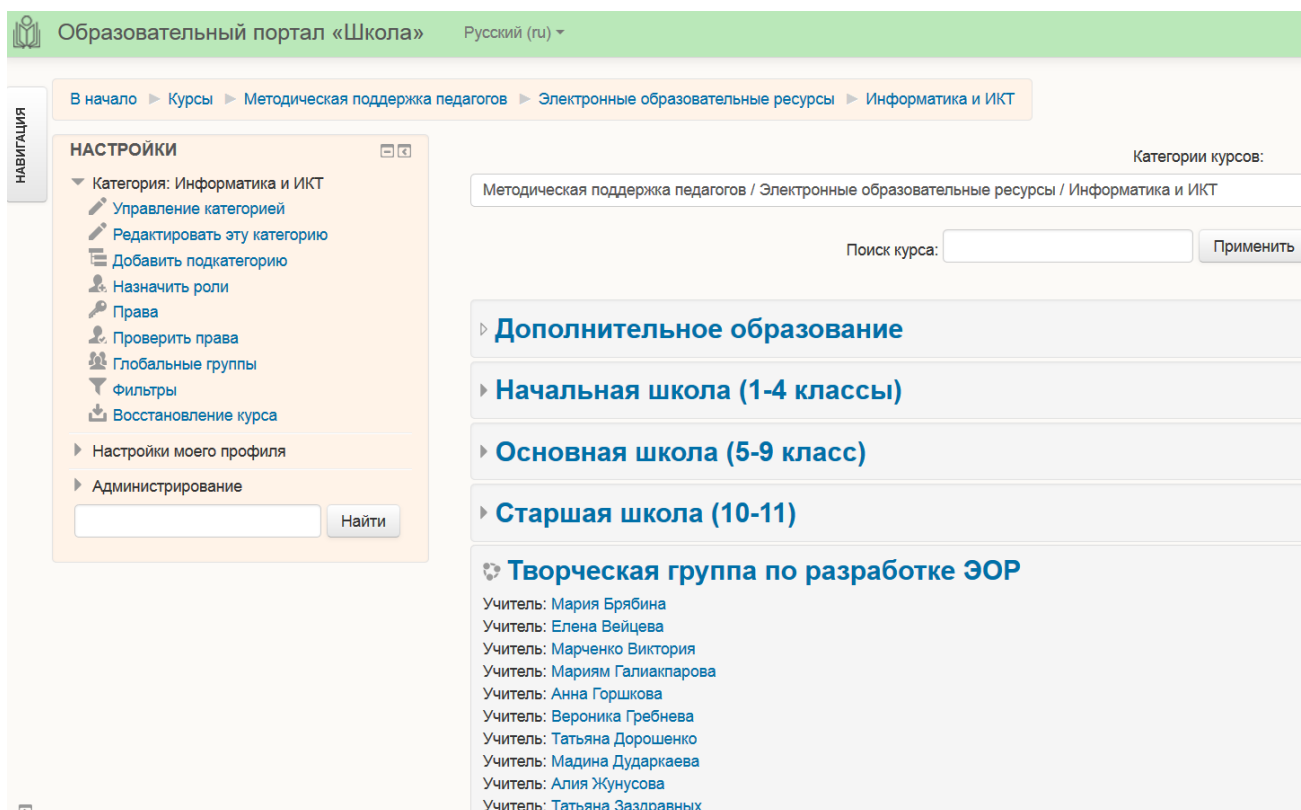 Образовательный портал «Школа» Русский (ru)
НАВИГАЦИЯ
В начало Курсы Методическая поддержка педагогов Электронные образовательные ресурсы Информатика и ИКТ
НАСТРОЙКИ
Категория: Информатика и ИКТ
Управление категорией
Редактировать эту категорию
Добавить подкатегорию
Назначить роли
Права
Проверить права
Глобальные группы
Фильтры
Восстановление курса
Настройки моего профиля
Администрирование
Найти
Категории курсов:
Методическая поддержка педагогов / Электронные образовательные ресурсы / Информатика и ИКТ
Поиск курса: Применить
Дополнительное образование
Начальная школа (1-4 классы)
Основная школа (5-9 класс)
Старшая школа (10-11)
Творческая группа по разработке ЭОР
Учитель: Мария Брябина
Учитель: Елена Вейцева
Учитель: Марченко Виктория
Учитель: Мариям Галиакпарова
Учитель: Анна Горшкова
Учитель: Вероника Гребнева
Учитель: Татьяна Дорошенко
Учитель: Мадина Дударкаева
Учитель: Алия Жунусова
Учитель: Татьяна Заздравных